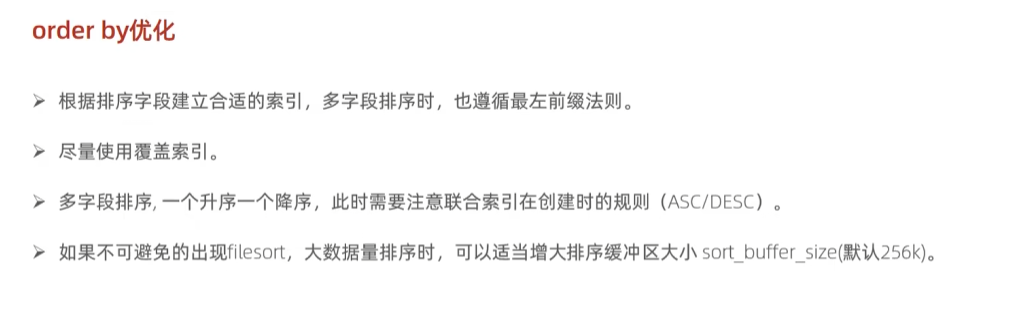 order by优化
➢ 根据排序字段建立合适的索引，多字段排序时，也遵循最左前缀法则。
➢ 尽量使用覆盖索引。
➢ 多字段排序, 一个升序一个降序，此时需要注意联合索引在创建时的规则（ASC/DESC）。
➢ 如果不可避免的出现filesort，大数据量排序时，可以适当增大排序缓冲区大小 sort_buffer_size(默认256k)。